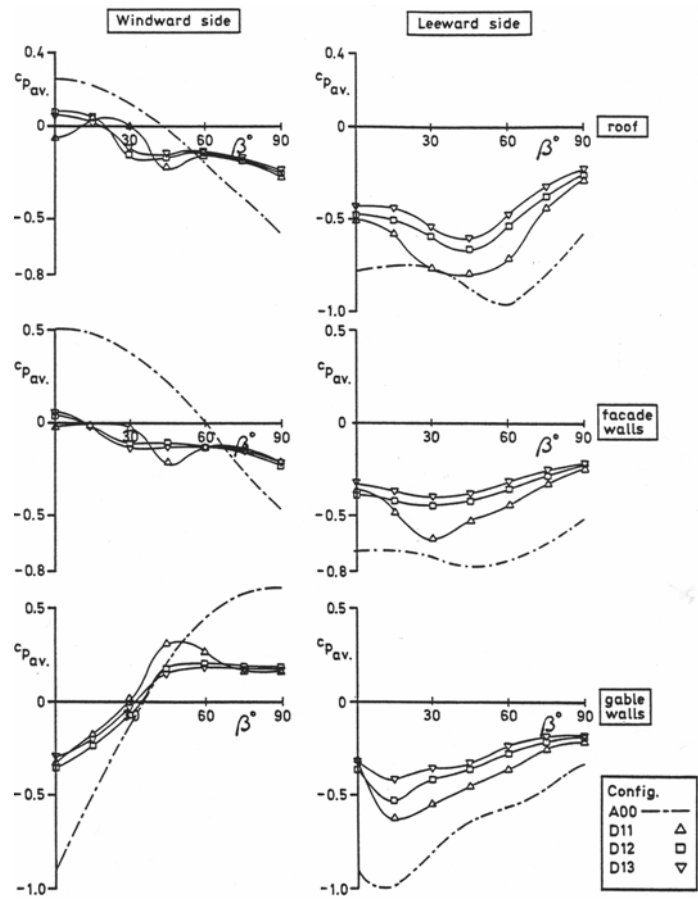 Windward side
Leeward side
0.4
cpav.
0
30
60
90
β°
-0.5
-0.8
0.4
cpav.
0
30
60
90
β°
-0.5
-1.0
roof
0.5
cpav.
0
30
60
90
β°
-0.5
-0.8
0.5
cpav.
0
30
60
90
β°
-0.5
-0.8
facade
walls
0.5
cpav.
0
30
60
90
β°
-0.5
-1.0
0.5
cpav.
0
30
60
90
β°
-0.5
-1.0
gable
walls
Config.
A00
D11
D12
D13